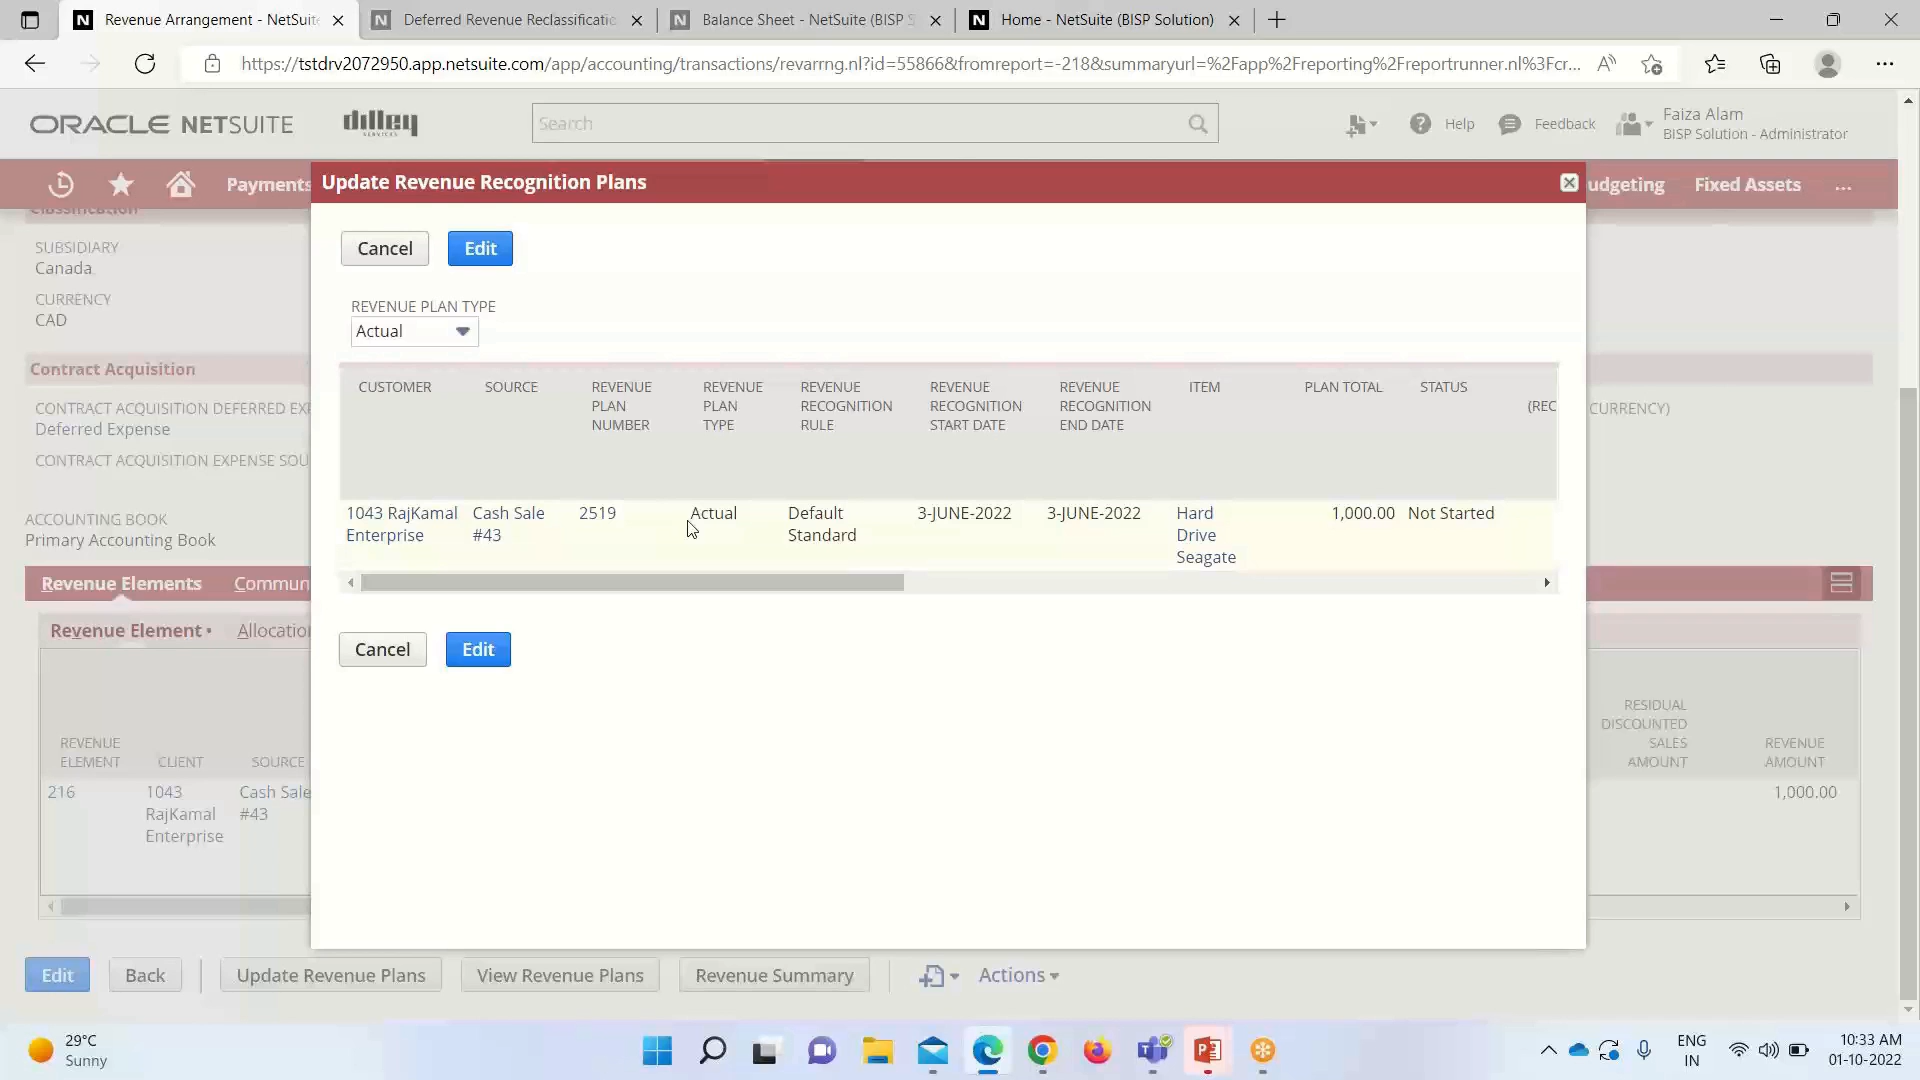 Revenue Arrangement - NetSuite
Deferred Revenue Reclassificatio
Balance Sheet - NetSuite (BISP S
Home - NetSuite (BISP Solution)
https://tstdrv2072950.app.netsuite.com/app/accounting/transactions/revarrng.nl?id=55866&fromreport=-218&summaryurl=%2Fapp%2Freporting%2Freportrunner.nl%3Fcr...
ORACLE NETSUITE
dilley
SERVICES
Search
Help
Feedback
Faiza Alam
BISP Solution - Administrator
Payments
udgeting
Fixed Assets
...
Update Revenue Recognition Plans
Classification
SUBSIDIARY
Canada
CURRENCY
CAD
Contract Acquisition
CONTRACT ACQUISITION DEFERRED EX
CURRENCY)
Deferred Expense
CONTRACT ACQUISITION EXPENSE SOU
ACCOUNTING BOOK
Primary Accounting Book
Cancel
Edit
REVENUE PLAN TYPE
Actual
CUSTOMER
SOURCE
REVENUE
PLAN
NUMBER
REVENUE
PLAN
TYPE
REVENUE
RECOGNITION
RULE
REVENUE
RECOGNITION
START DATE
REVENUE
RECOGNITION
END DATE
ITEM
PLAN TOTAL
STATUS
(REC
1043 RajKamal
Enterprise
Cash Sale
#43
2519
Actual
Default
Standard
3-JUNE-2022
3-JUNE-2022
Hard
Drive
Seagate
1,000.00
Not Started
Cancel
Edit
Revenue Elements
Commun
Revenue Element •
Allocation
REVENUE
ELEMENT
CLIENT
SOURCE
RESIDUAL
DISCOUNTED
SALES
AMOUNT
REVENUE
AMOUNT
216
1043
RajKamal
Enterprise
Cash Sale
#43
1,000.00
Edit
Back
Update Revenue Plans
View Revenue Plans
Revenue Summary
Actions
29°C
Sunny
ENG
IN
10:33 AM
01-10-2022